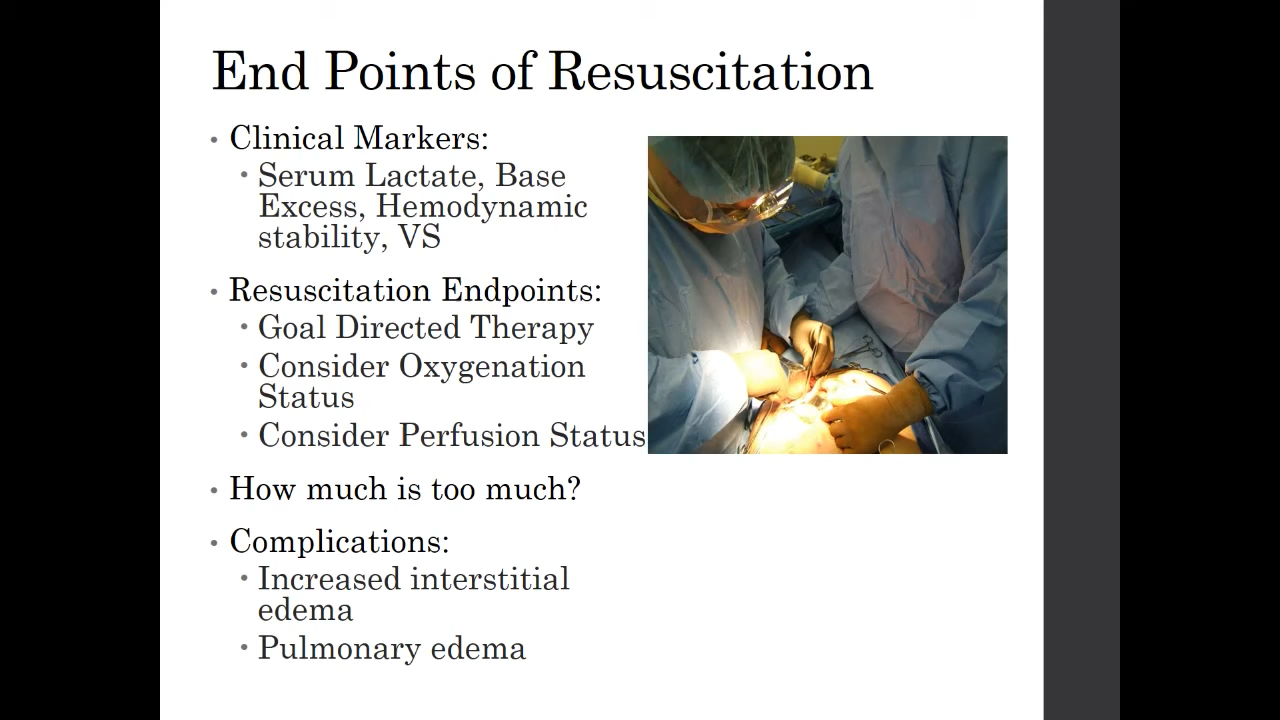 End Points of Resuscitation
• Clinical Markers:
• Serum Lactate, Base
Excess, Hemodynamic
stability, VS
• Resuscitation Endpoints:
• Goal Directed Therapy
• Consider Oxygenation
Status
• Consider Perfusion Status
• How much is too much?
• Complications:
• Increased interstitial
edema
• Pulmonary edema